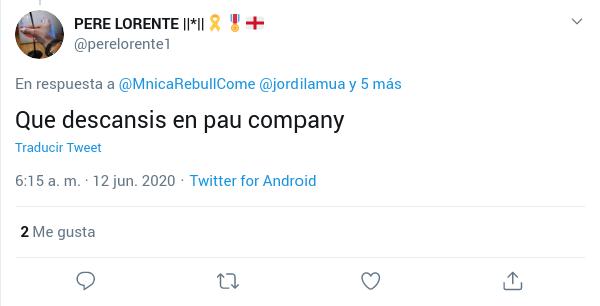 PERE LORENTE ||*|| 🎗️🎖️🏴󠁧󠁢󠁥󠁮󠁧󠁿
@perelorente1
En respuesta a @MnicaRebullCome @jordilamua y 5 más
Que descansis en pau company
Traducir Tweet
6:15 a. m. · 12 jun. 2020 · Twitter for Android
2 Me gusta